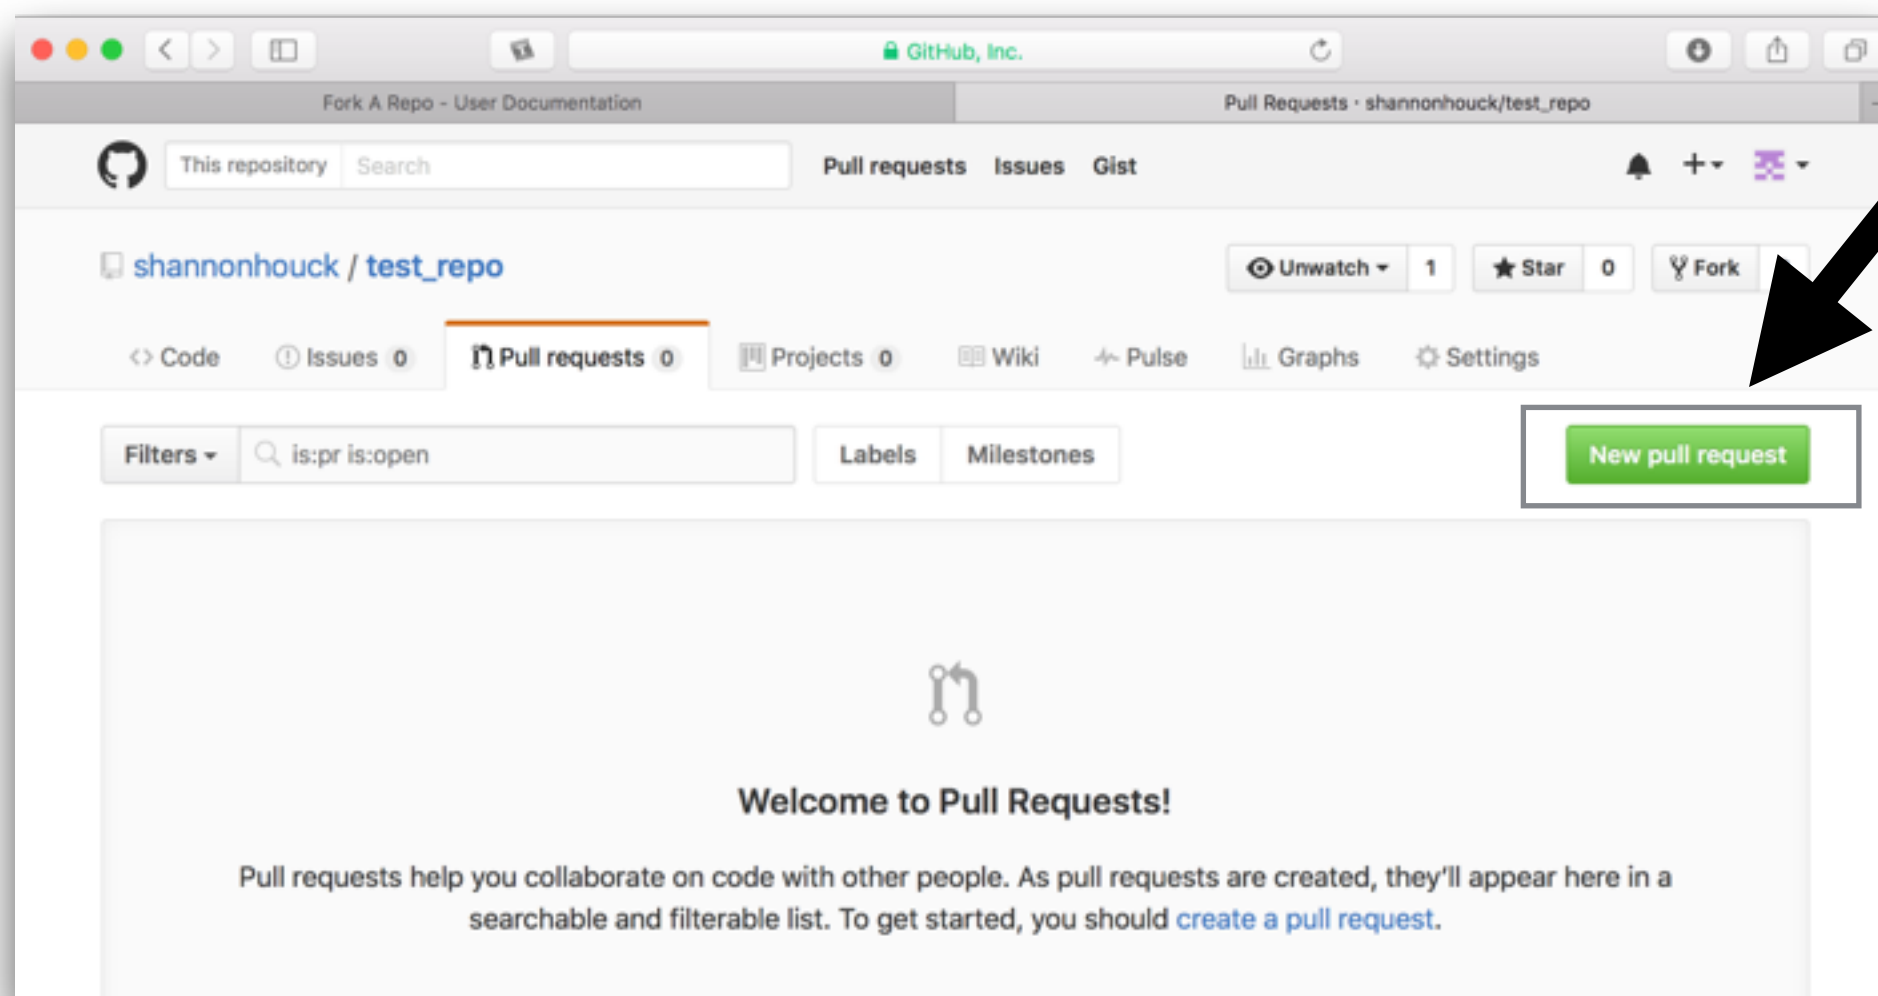 GitHub, Inc.
Fork A Repo - User Documentation
Pull Requests · shannonhouck/test_repo
This repository Search Pull requests Issues Gist
shannonhouck / test_repo
Unwatch 1 Star 0 Fork
Code Issues 0 Pull requests 0 Projects 0 Wiki Pulse Graphs Settings
Filters is:pr is:open Labels Milestones New pull request
Welcome to Pull Requests!
Pull requests help you collaborate on code with other people. As pull requests are created, they'll appear here in a
searchable and filterable list. To get started, you should create a pull request.